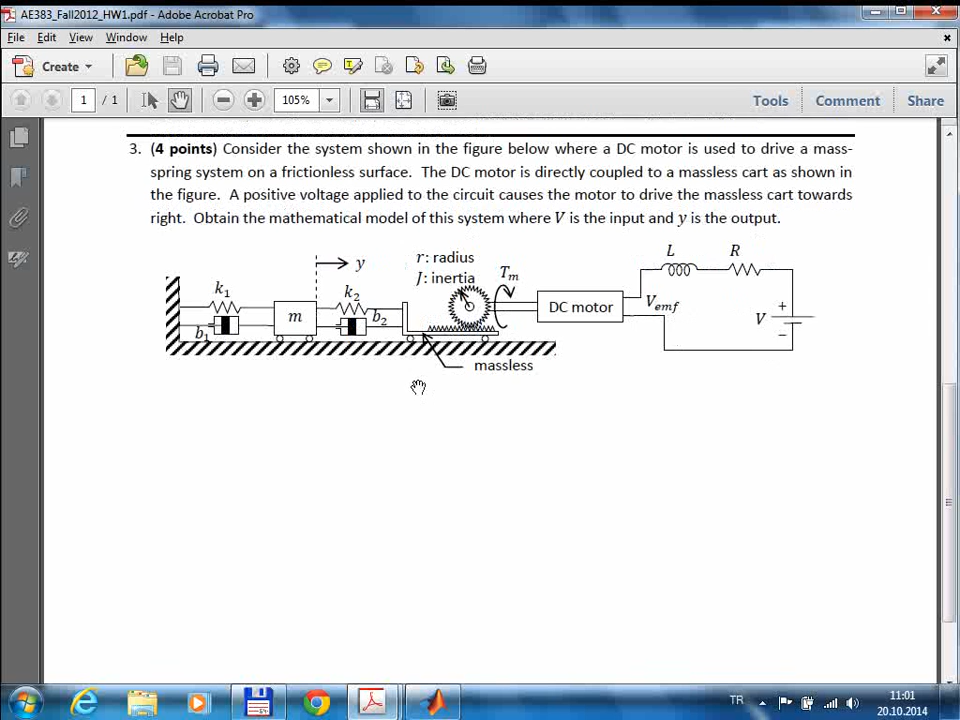 AE383_Fall2012_HW1.pdf - Adobe Acrobat Pro
File Edit View Window Help
Create
1 / 1 105% Tools Comment Share
3. (4 points) Consider the system shown in the figure below where a DC motor is used to drive a mass-
spring system on a frictionless surface. The DC motor is directly coupled to a massless cart as shown in
the figure. A positive voltage applied to the circuit causes the motor to drive the massless cart towards
right. Obtain the mathematical model of this system where V is the input and y is the output.
L R
r: radius
y
J: inertia
T_m
k_1
k_2
m
b_1
b_2
DC motor
V_emf
V
+
−
massless
TR 11:01
20.10.2014